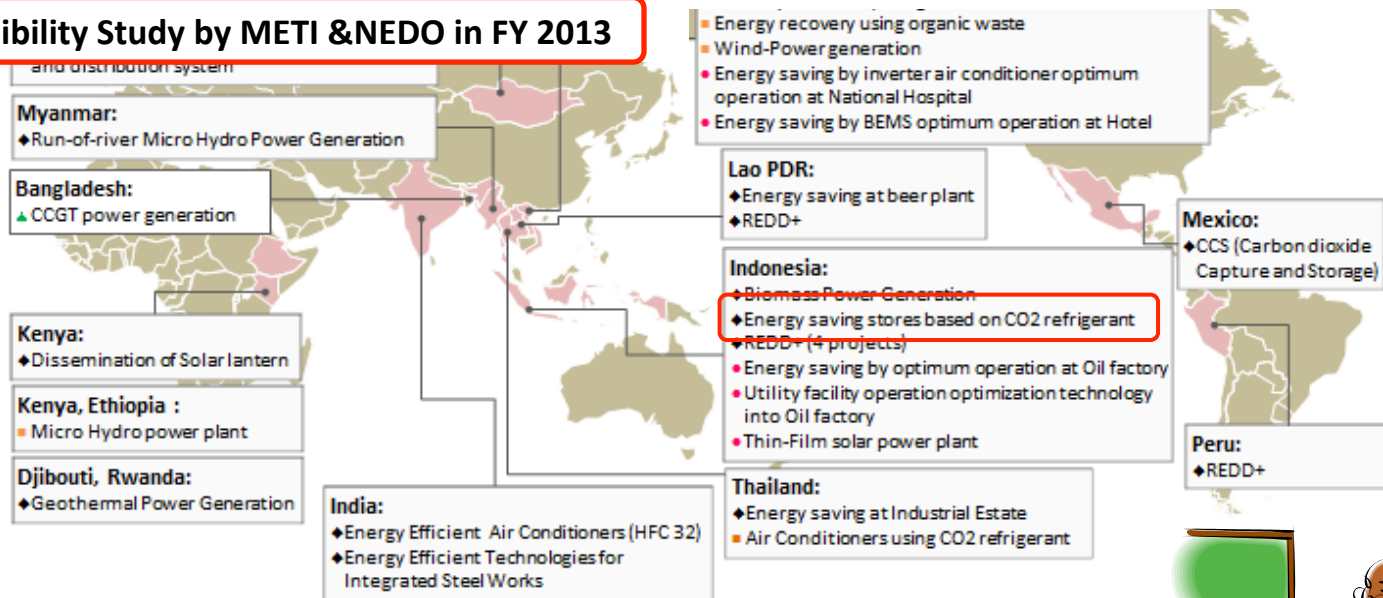 ibility Study by METI &NEDO in FY 2013
and distribution system
Myanmar:
◆Run-of-river Micro Hydro Power Generation
Bangladesh:
▲CCGT power generation
Kenya:
◆Dissemination of Solar lantern
Kenya, Ethiopia :
■ Micro Hydro power plant
Djibouti, Rwanda:
◆Geothermal Power Generation
India:
◆Energy Efficient Air Conditioners (HFC 32)
◆Energy Efficient Technologies for
Integrated Steel Works
■ Energy recovery using organic waste
■ Wind-Power generation
● Energy saving by inverter air conditioner optimum
operation at National Hospital
● Energy saving by BEMS optimum operation at Hotel
Lao PDR:
◆Energy saving at beer plant
◆REDD+
Indonesia:
◆Biomass Power Generation
◆Energy saving stores based on CO2 refrigerant
◆REDD+ (4 projects)
● Energy saving by optimum operation at Oil factory
● Utility facility operation optimization technology
into Oil factory
● Thin-Film solar power plant
Thailand:
◆Energy saving at Industrial Estate
■ Air Conditioners using CO2 refrigerant
Mexico:
◆CCS (Carbon dioxide
Capture and Storage)
Peru:
◆REDD+